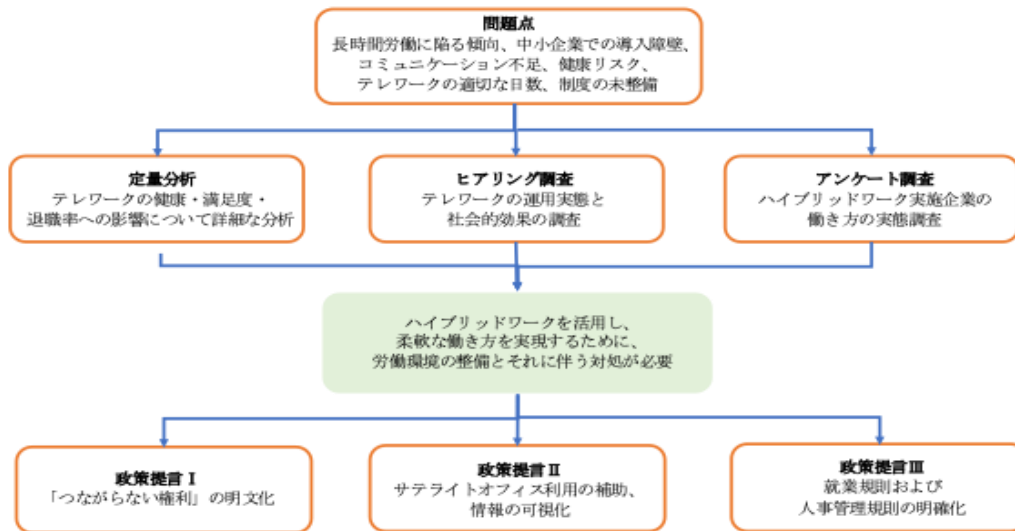 問題点
長時間労働に陥る傾向、中小企業での導入障壁、
コミュニケーション不足、健康リスク、
テレワークの適切な日数、制度の未整備
定量分析
テレワークの健康・満足度・
退職率への影響について詳細な分析
ヒアリング調査
テレワークの運用実態と
社会的効果の調査
アンケート調査
ハイブリッドワーク実施企業の
働き方の実態調査
ハイブリッドワークを活用し、
柔軟な働き方を実現するために、
労働環境の整備とそれに伴う対処が必要
政策提言Ⅰ
「つながらない権利」の明文化
政策提言Ⅱ
サテライトオフィス利用の補助、
情報の可視化
政策提言Ⅲ
就業規則および
人事管理規則の明確化